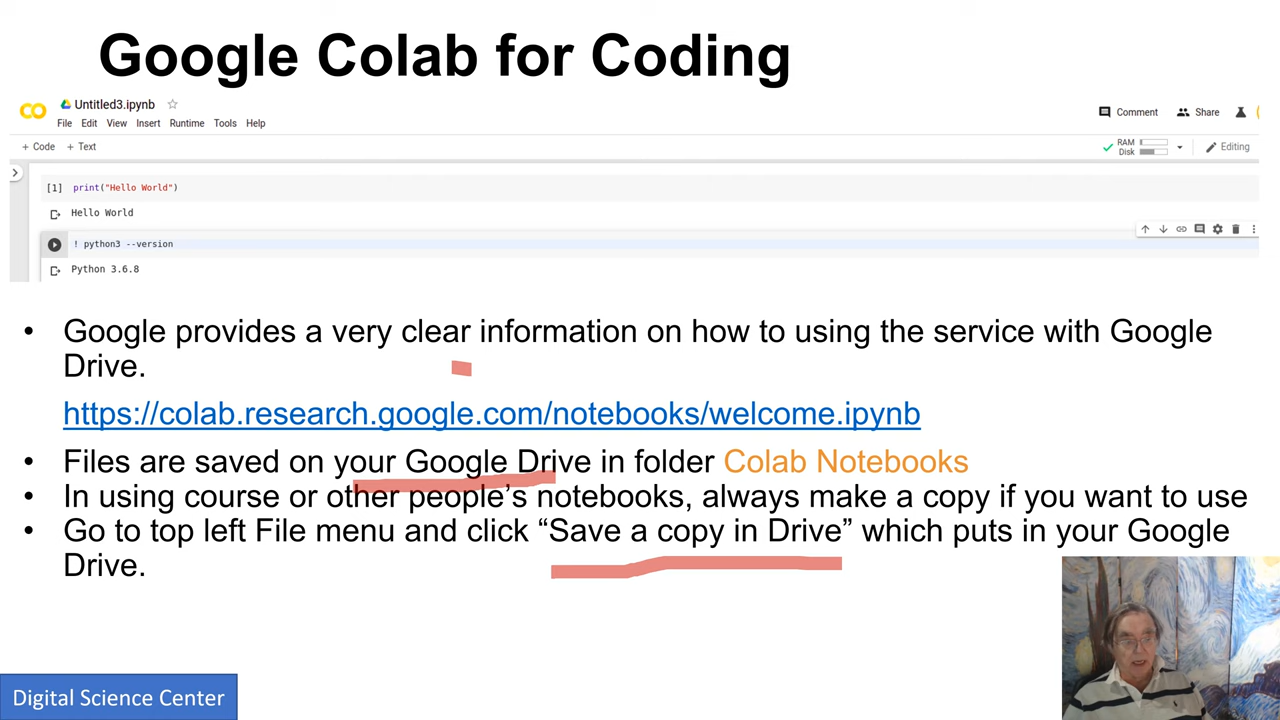 Google Colab for Coding
CO Untitled3.ipynb
Comment Share
File Edit View Insert Runtime Tools Help
+ Code + Text
RAM
Disk
Editing
[1] print("Hello World")
Hello World
! python3 --version
Python 3.6.8
• Google provides a very clear information on how to using the service with Google
Drive.
https://colab.research.google.com/notebooks/welcome.ipynb
• Files are saved on your Google Drive in folder Colab Notebooks
• In using course or other people’s notebooks, always make a copy if you want to use
• Go to top left File menu and click “Save a copy in Drive” which puts in your Google
Drive.
Digital Science Center